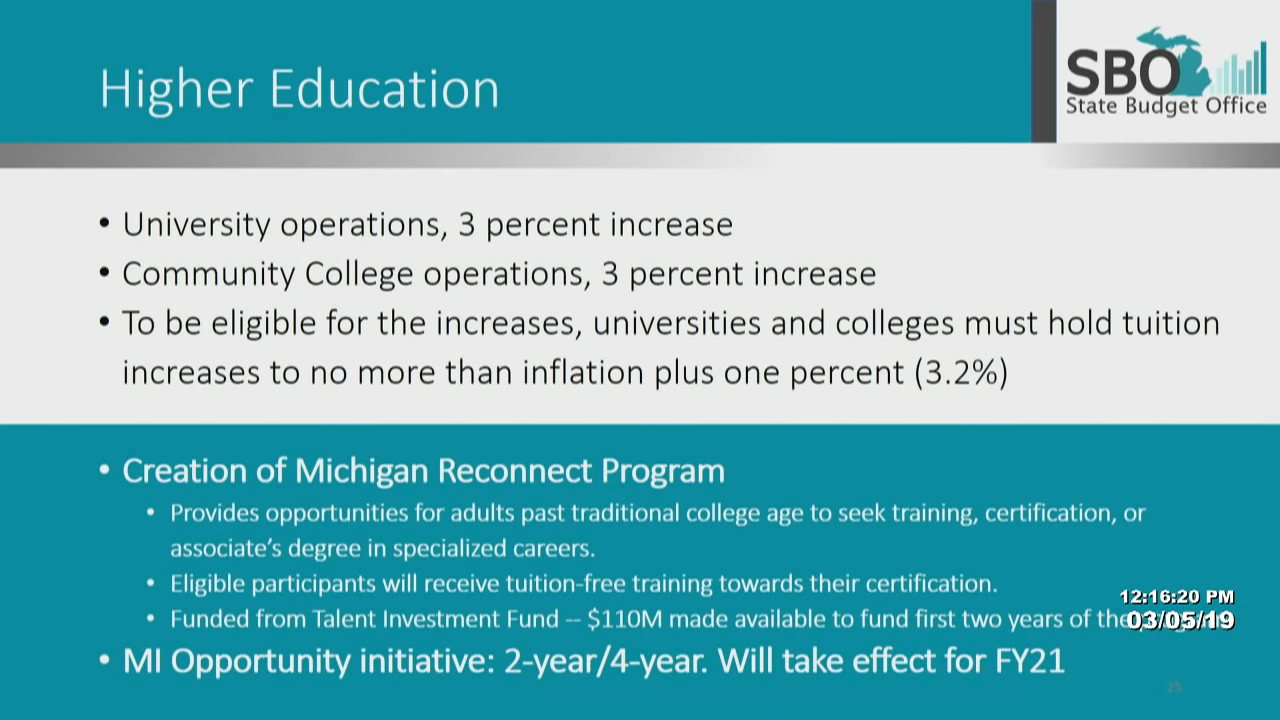 Higher Education
SBO
State Budget Office
• University operations, 3 percent increase
• Community College operations, 3 percent increase
• To be eligible for the increases, universities and colleges must hold tuition
increases to no more than inflation plus one percent (3.2%)
• Creation of Michigan Reconnect Program
• Provides opportunities for adults past traditional college age to seek training, certification, or
associate's degree in specialized careers.
• Eligible participants will receive tuition-free training towards their certification.
12:16:20 PM
• Funded from Talent Investment Fund -- $110M made available to fund first two years of the
03/05/19
• MI Opportunity initiative: 2-year/4-year. Will take effect for FY21